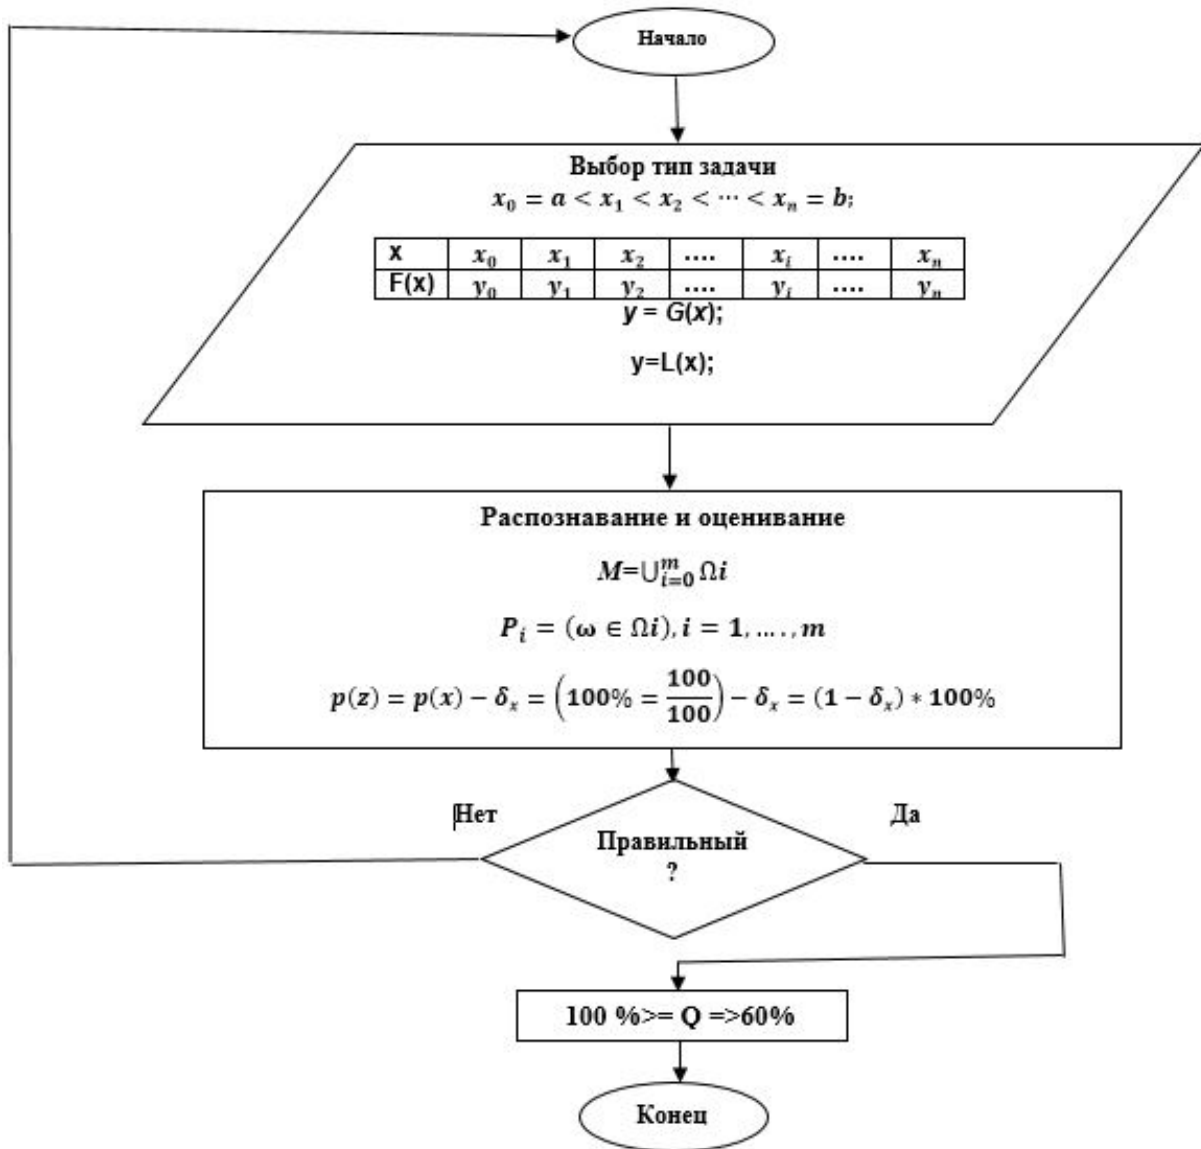 Начало
Выбор тип задачи
x₀ = a < x₁ < x₂ < ⋯ < xₙ = b;
x x₀ x₁ x₂ .... xᵢ .... xₙ
F(x) y₀ y₁ y₂ .... yᵢ .... yₙ
y = G(x);
y=L(x);
Распознавание и оценивание
M=⋃ᵢ₌₀ᵐ Ωi
Pᵢ = (ω ∈ Ωi), i = 1, … . , m
p(z) = p(x) − δₓ = (100% = 100/100) − δₓ = (1 − δₓ) * 100%
Нет
Да
Правильный
?
100 %>= Q =>60%
Конец